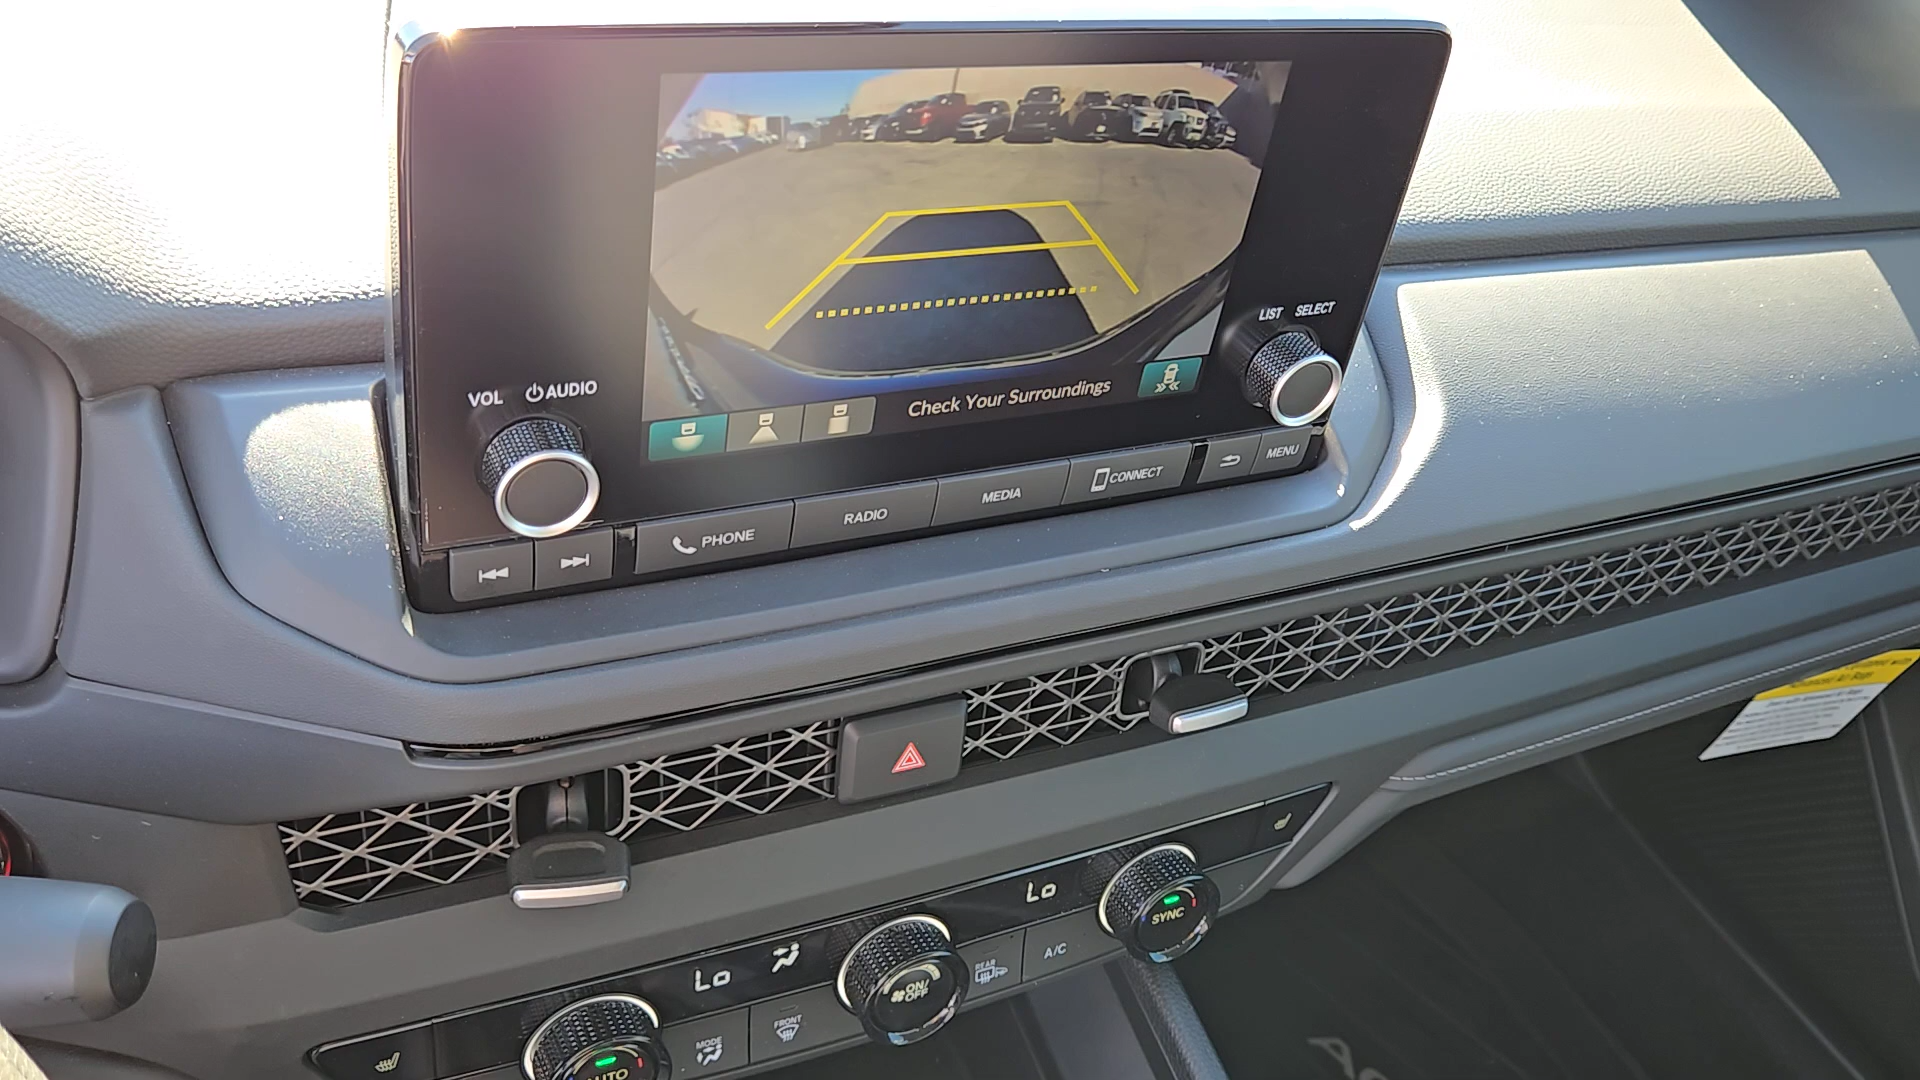 LIST SELECT
VOL AUDIO
Check Your Surroundings
PHONE
RADIO
MEDIA
CONNECT
MENU
Lo
SYNC
Lo
ON/
OFF
REAR
A/C
FRONT
MODE
AUTO